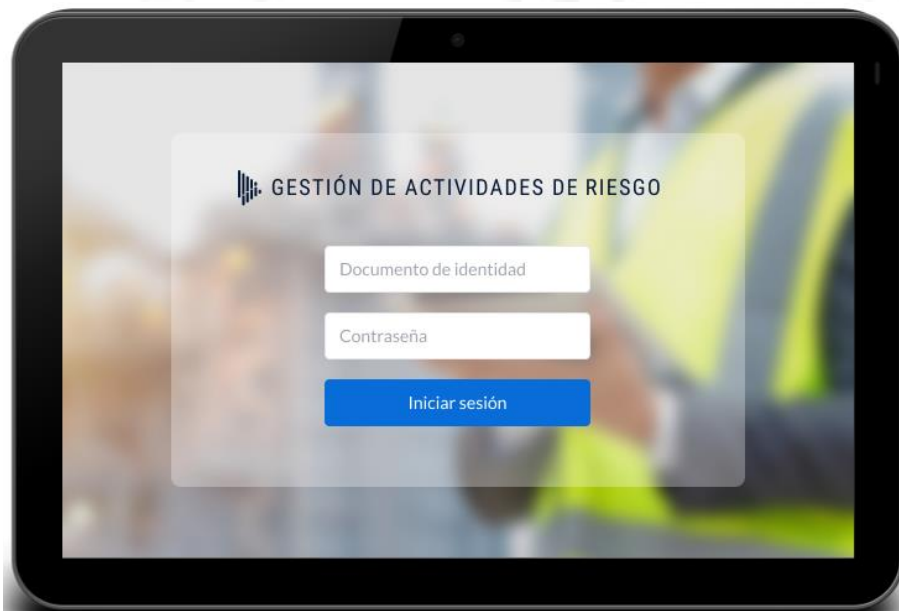 GESTIÓN DE ACTIVIDADES DE RIESGO
Documento de identidad
Contraseña
Iniciar sesión